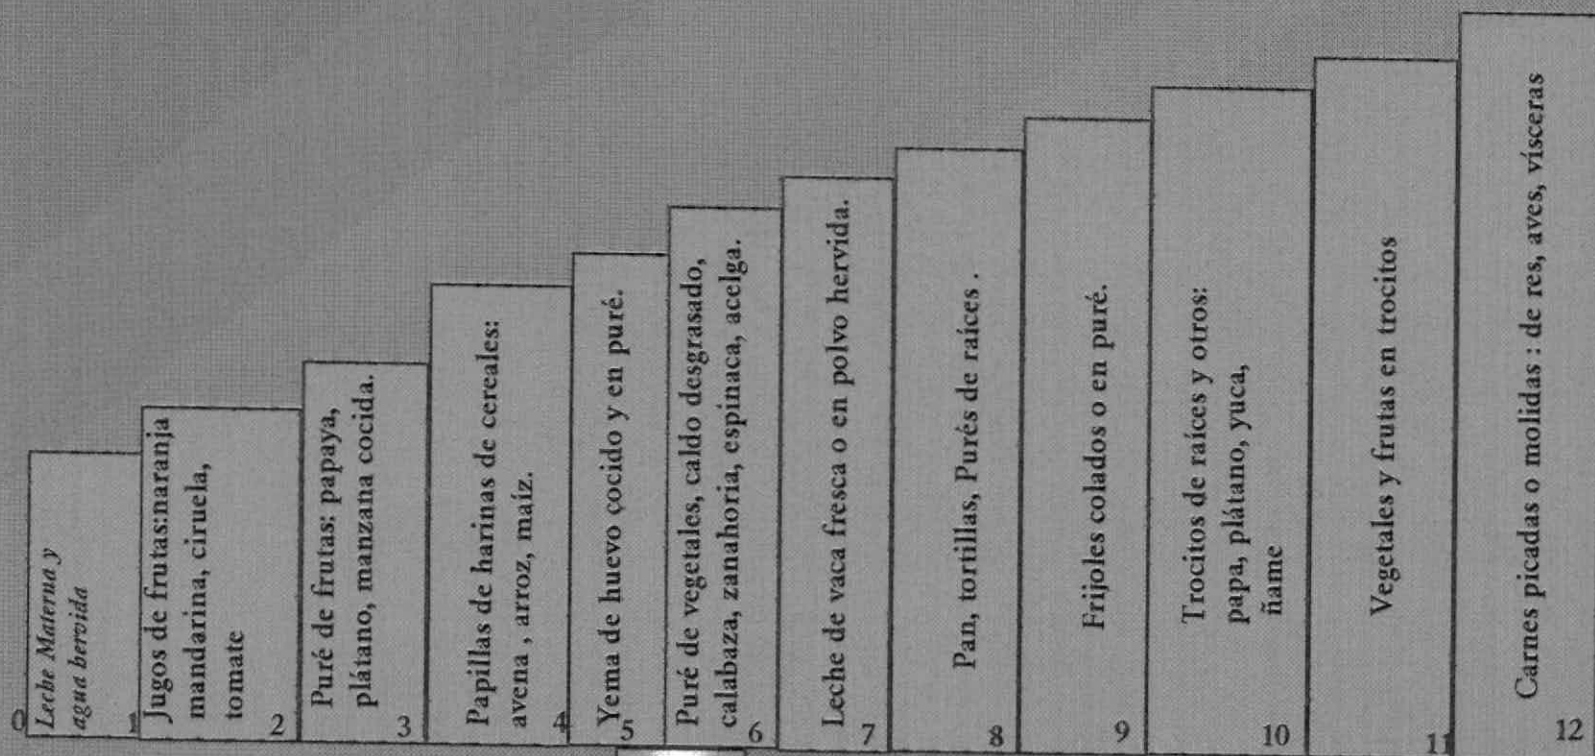 0
Leche Materna y
agua hervida
1
Jugos de frutas:naranja
mandarina, ciruela,
tomate
2
Puré de frutas: papaya,
plátano, manzana cocida.
3
Papillas de harinas de cereales:
avena , arroz, maíz.
4
Yema de huevo cocido y en puré.
5
Puré de vegetales, caldo desgrasado,
calabaza, zanahoria, espinaca, acelga.
6
Leche de vaca fresca o en polvo hervida.
7
Pan, tortillas, Purés de raíces .
8
Frijoles colados o en puré.
9
Trocitos de raíces y otros:
papa, plátano, yuca,
ñame
10
Vegetales y frutas en trocitos
11
Carnes picadas o molidas : de res, aves, vísceras
12